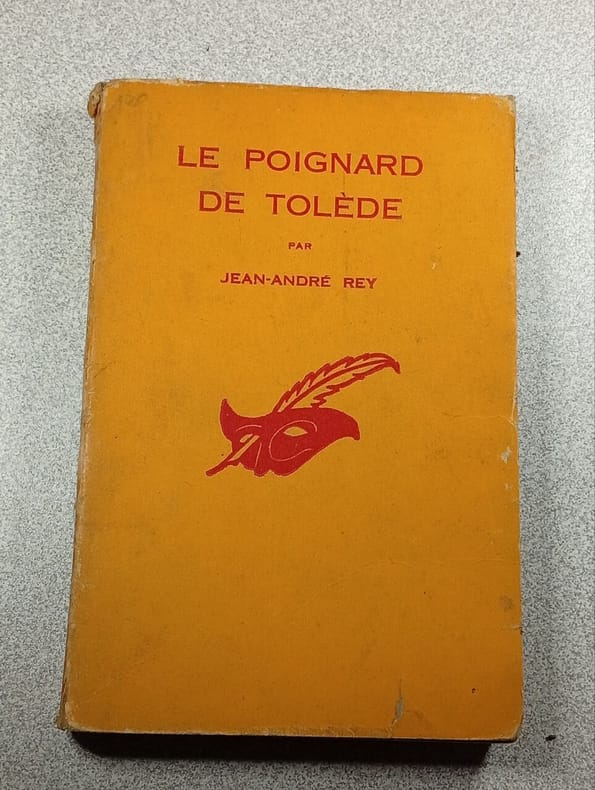 LE POIGNARD
DE TOLÈDE
PAR
JEAN-ANDRÉ REY